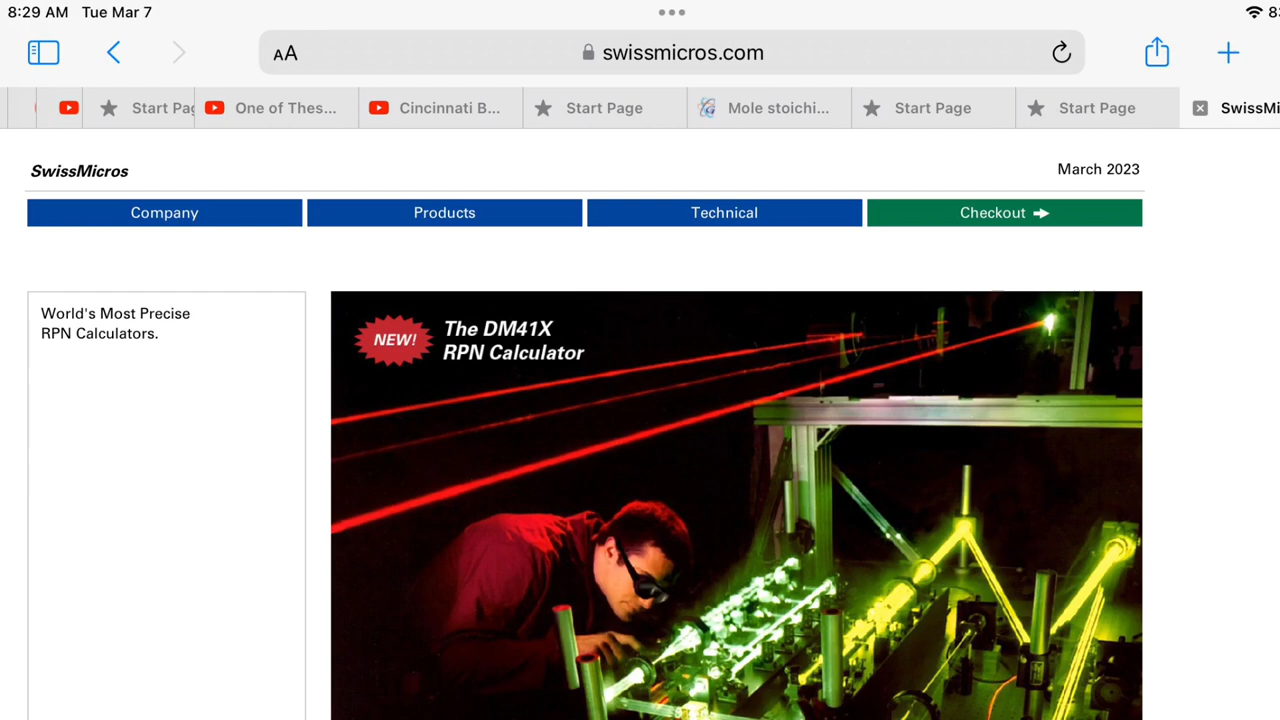 8:29 AM Tue Mar 7
AA swissmicros.com
Start Pag One of Thes... Cincinnati B... Start Page Mole stoichi... Start Page Start Page SwissMi
SwissMicros
March 2023
Company Products Technical Checkout
World's Most Precise
RPN Calculators.
NEW!
The DM41X
RPN Calculator